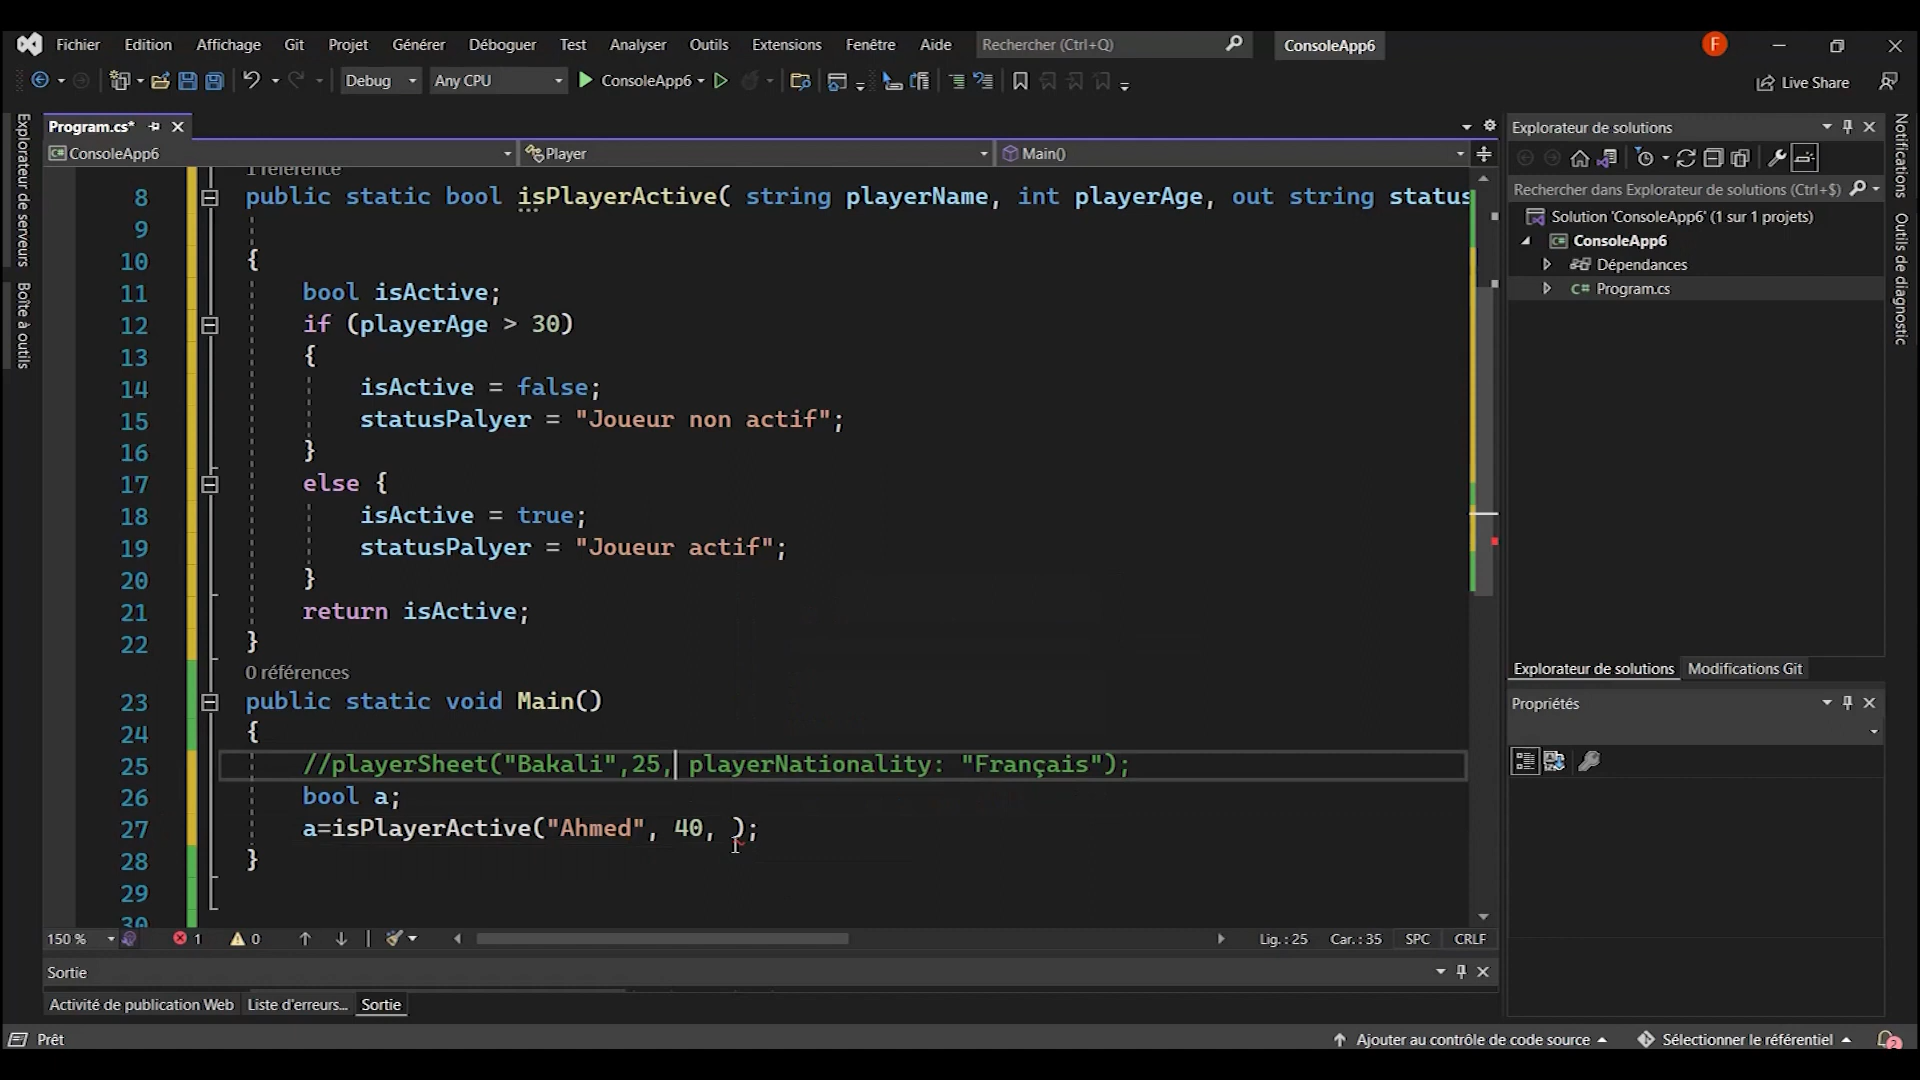 Fichier Edition Affichage Git Projet Générer Déboguer Test Analyser Outils Extensions Fenêtre Aide Rechercher (Ctrl+Q) ConsoleApp6 F
Debug Any CPU ConsoleApp6 Live Share
Program.cs*
ConsoleApp6 Player Main()
1 référence
8 public static bool isPlayerActive( string playerName, int playerAge, out string status
9
10 {
11 bool isActive;
12 if (playerAge > 30)
13 {
14 isActive = false;
15 statusPalyer = "Joueur non actif";
16 }
17 else {
18 isActive = true;
19 statusPalyer = "Joueur actif";
20 }
21 return isActive;
22 }
0 références
23 public static void Main()
24 {
25 //playerSheet("Bakali",25, playerNationality: "Français");
26 bool a;
27 a=isPlayerActive("Ahmed", 40, );
28 }
29
30
150 % 1 0 Lig. : 25 Car. : 35 SPC CRLF
Sortie
Activité de publication Web Liste d'erreurs... Sortie
Prêt Ajouter au contrôle de code source Sélectionner le référentiel 2
Explorateur de serveurs
Boîte à outils
Explorateur de solutions
Rechercher dans Explorateur de solutions (Ctrl+$)
Solution 'ConsoleApp6' (1 sur 1 projets)
ConsoleApp6
Dépendances
C# Program.cs
Explorateur de solutions Modifications Git
Propriétés
Notifications
Outils de diagnostic